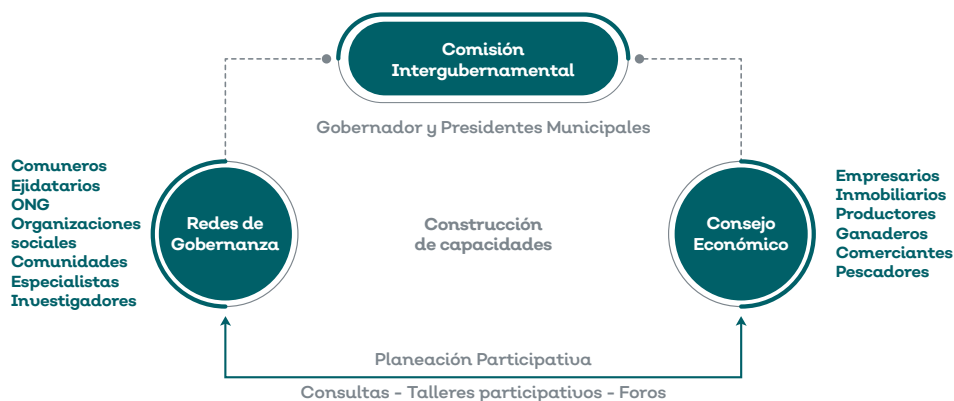 Comisión
Intergubernamental
Gobernador y Presidentes Municipales
Comuneros
Ejidatarios
ONG
Organizaciones
sociales
Comunidades
Especialistas
Investigadores
Redes de
Gobernanza
Construcción
de capacidades
Consejo
Económico
Empresarios
Inmobiliarios
Productores
Ganaderos
Comerciantes
Pescadores
Planeación Participativa
Consultas - Talleres participativos - Foros